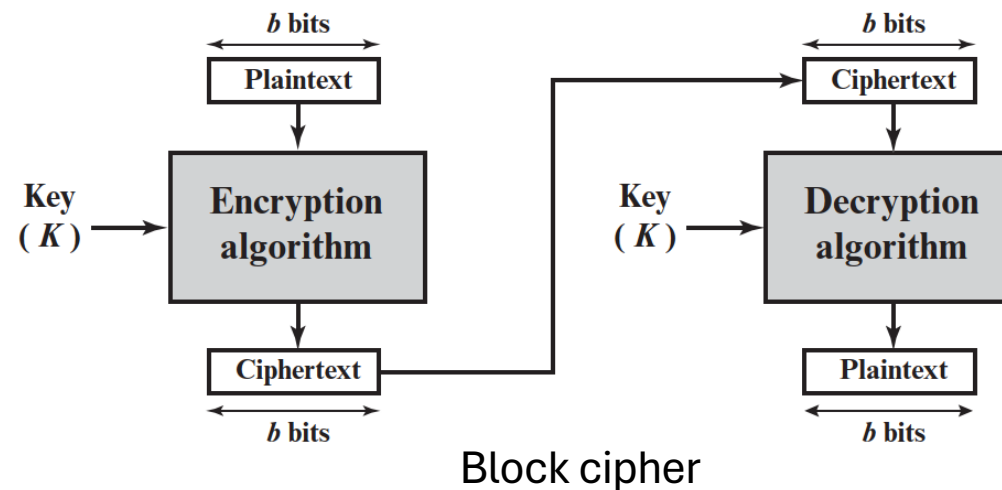 b bits
Plaintext
Key
( K )
Encryption
algorithm
Ciphertext
b bits
b bits
Ciphertext
Key
( K )
Decryption
algorithm
Plaintext
b bits
Block cipher